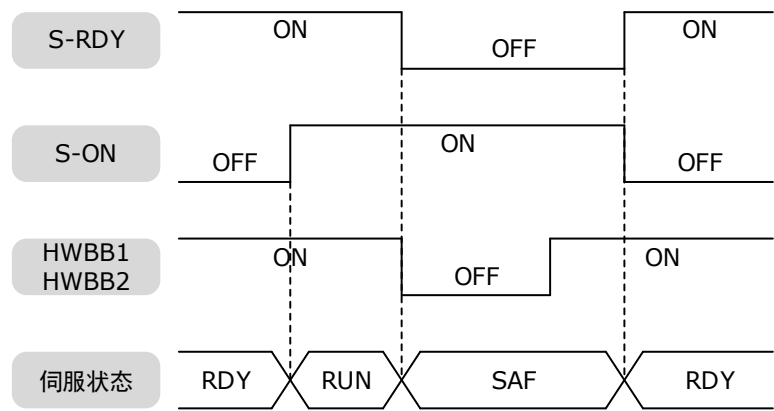 S-RDY
ON
OFF
ON
S-ON
OFF
ON
OFF
HWBB1
HWBB2
ON
OFF
ON
伺服状态
RDY
RUN
SAF
RDY